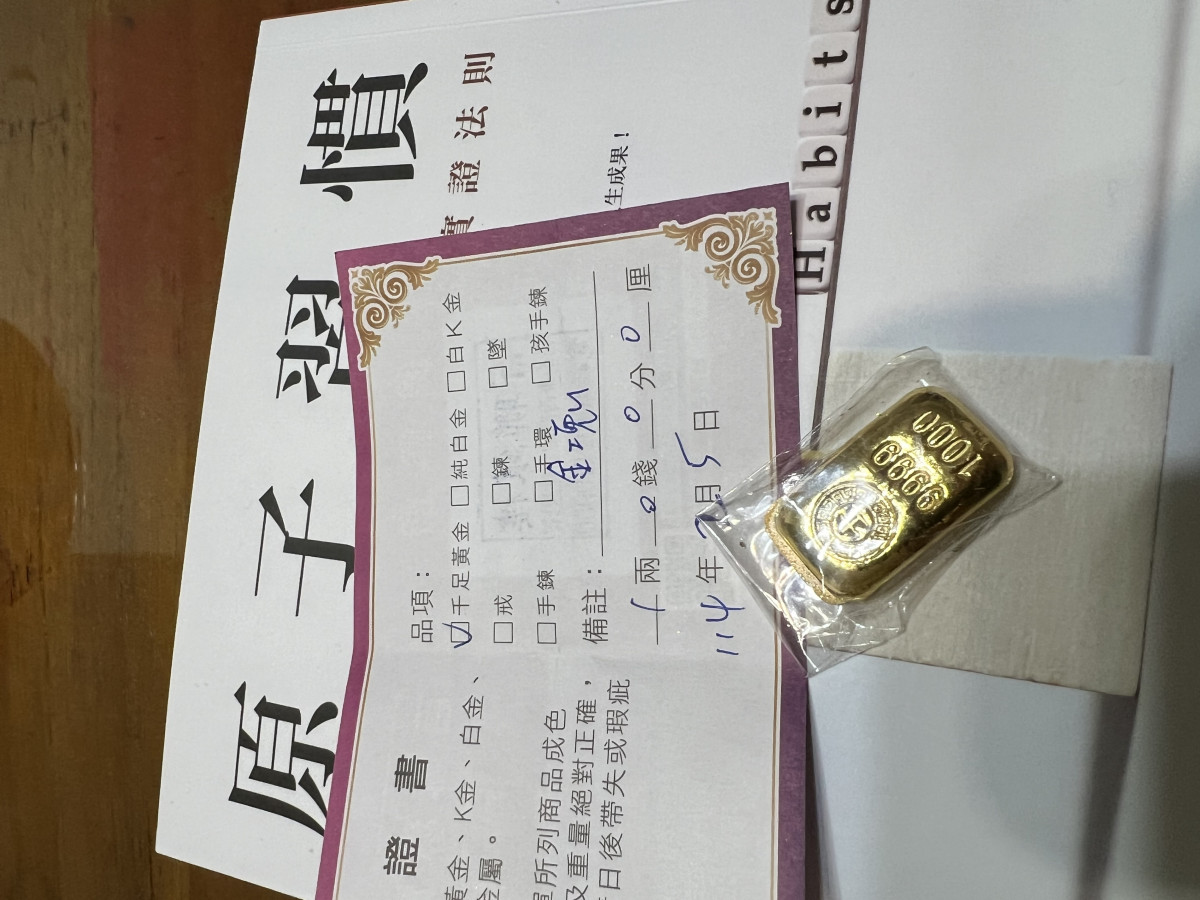 原子習慣
實證法則
生成果！
Habits
證書
黃金、K金、白金、
金屬。
單所列商品成色
及重量絕對正確，
日後帶失或瑕疵
品項：
☑千足黃金 □純白金 □白K金
□戒 □鍊 □墜
□手鍊 □手環 □孩手鍊
備註：
1兩0錢0分0厘
114年7月5日
9999
1000